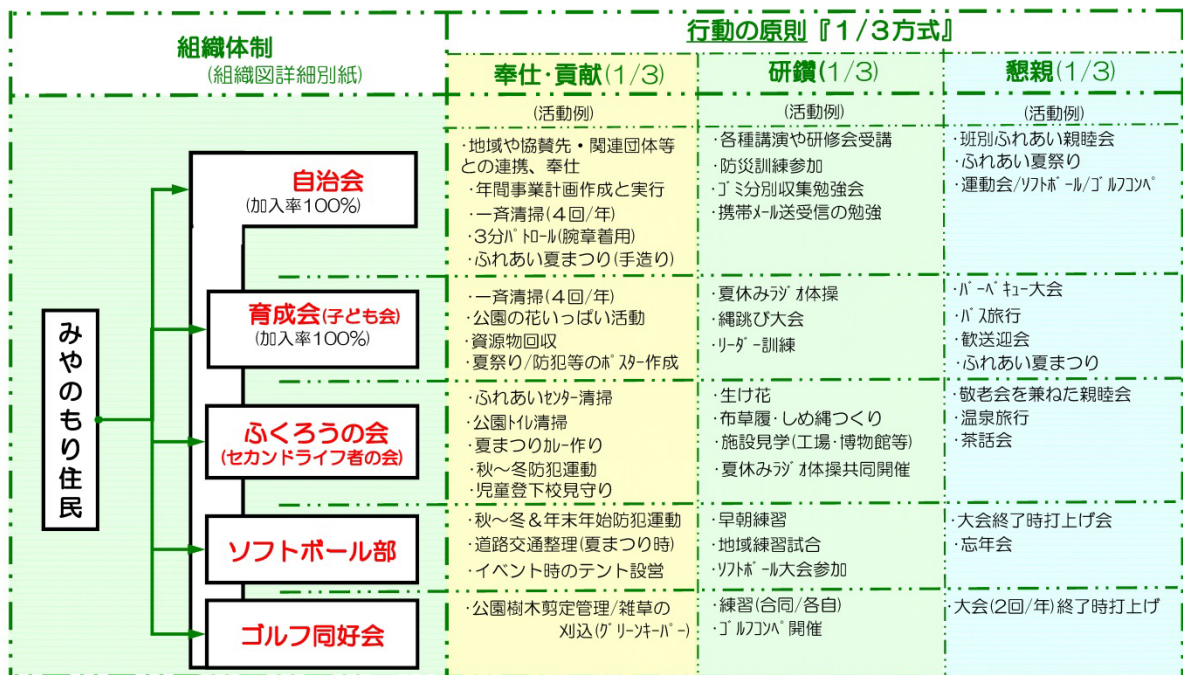 組織体制
(組織図詳細別紙)
行動の原則『1/3方式』
奉仕・貢献(1/3)
研鑽(1/3)
懇親(1/3)
(活動例)
(活動例)
(活動例)
みやのもり住民
自治会
(加入率100%)
・地域や協賛先・関連団体等
との連携、奉仕
・年間事業計画作成と実行
・一斉清掃(4回/年)
・3分ﾊﾟﾄﾛｰﾙ(腕章着用)
・ふれあい夏まつり(手造り)
・各種講演や研修会受講
・防災訓練参加
・ゴミ分別収集勉強会
・携帯ﾒｰﾙ送受信の勉強
・班別ふれあい親睦会
・ふれあい夏祭り
・運動会/ｿﾌﾄﾎﾞｰﾙ/ｺﾞﾙﾌｺﾝﾍﾟ
育成会(子ども会)
(加入率100%)
・一斉清掃(4回/年)
・公園の花いっぱい活動
・資源物回収
・夏祭り/防犯等のﾎﾟｽﾀｰ作成
・夏休みﾗｼﾞｵ体操
・縄跳び大会
・ﾘｰﾀﾞｰ訓練
・ﾊﾞｰﾍﾞｷｭｰ大会
・ﾊﾞｽ旅行
・歓送迎会
・ふれあい夏まつり
ふくろうの会
(セカンドライフ者の会)
・ふれあいｾﾝﾀｰ清掃
・公園ﾄｲﾚ清掃
・夏まつりｶﾚｰ作り
・秋～冬防犯運動
・児童登下校見守り
・生け花
・布草履・しめ縄つくり
・施設見学(工場・博物館等)
・夏休みﾗｼﾞｵ体操共同開催
・敬老会を兼ねた親睦会
・温泉旅行
・茶話会
ソフトボール部
・秋～冬&年末年始防犯運動
・道路交通整理(夏まつり時)
・イベント時のテント設営
・早朝練習
・地域練習試合
・ｿﾌﾄﾎﾞｰﾙ大会参加
・大会終了時打上げ会
・忘年会
ゴルフ同好会
・公園樹木剪定管理/雑草の
刈込(ｸﾞﾘｰﾝｷｰﾊﾟｰ)
・練習(合同/各自)
・ｺﾞﾙﾌｺﾝﾍﾟ開催
・大会(2回/年)終了時打上げ